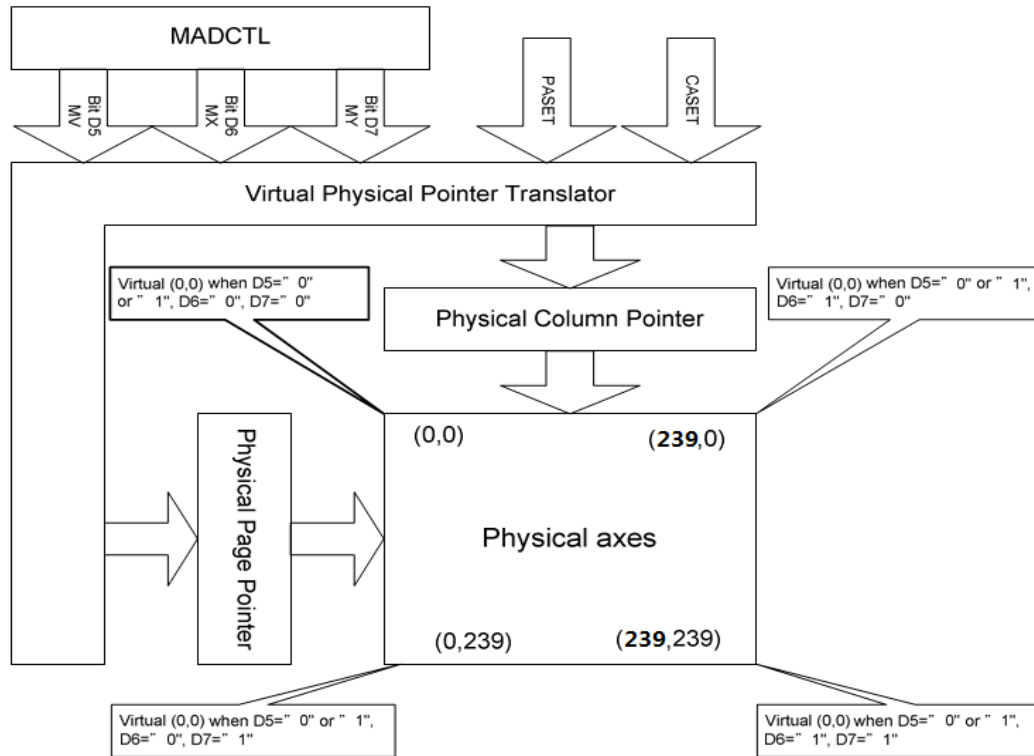 MADCTL
Bit D5
MV
Bit D6
MX
Bit D7
MY
PASET
CASET
Virtual Physical Pointer Translator
Virtual (0,0) when D5=” 0"
or ” 1", D6=” 0", D7=” 0"
Virtual (0,0) when D5=” 0" or ” 1",
D6=” 1", D7=” 0"
Physical Column Pointer
(0,0)
(239,0)
Physical Page Pointer
Physical axes
(0,239)
(239,239)
Virtual (0,0) when D5=” 0" or ” 1",
D6=” 0", D7=” 1"
Virtual (0,0) when D5=” 0" or ” 1",
D6=” 1", D7=” 1"